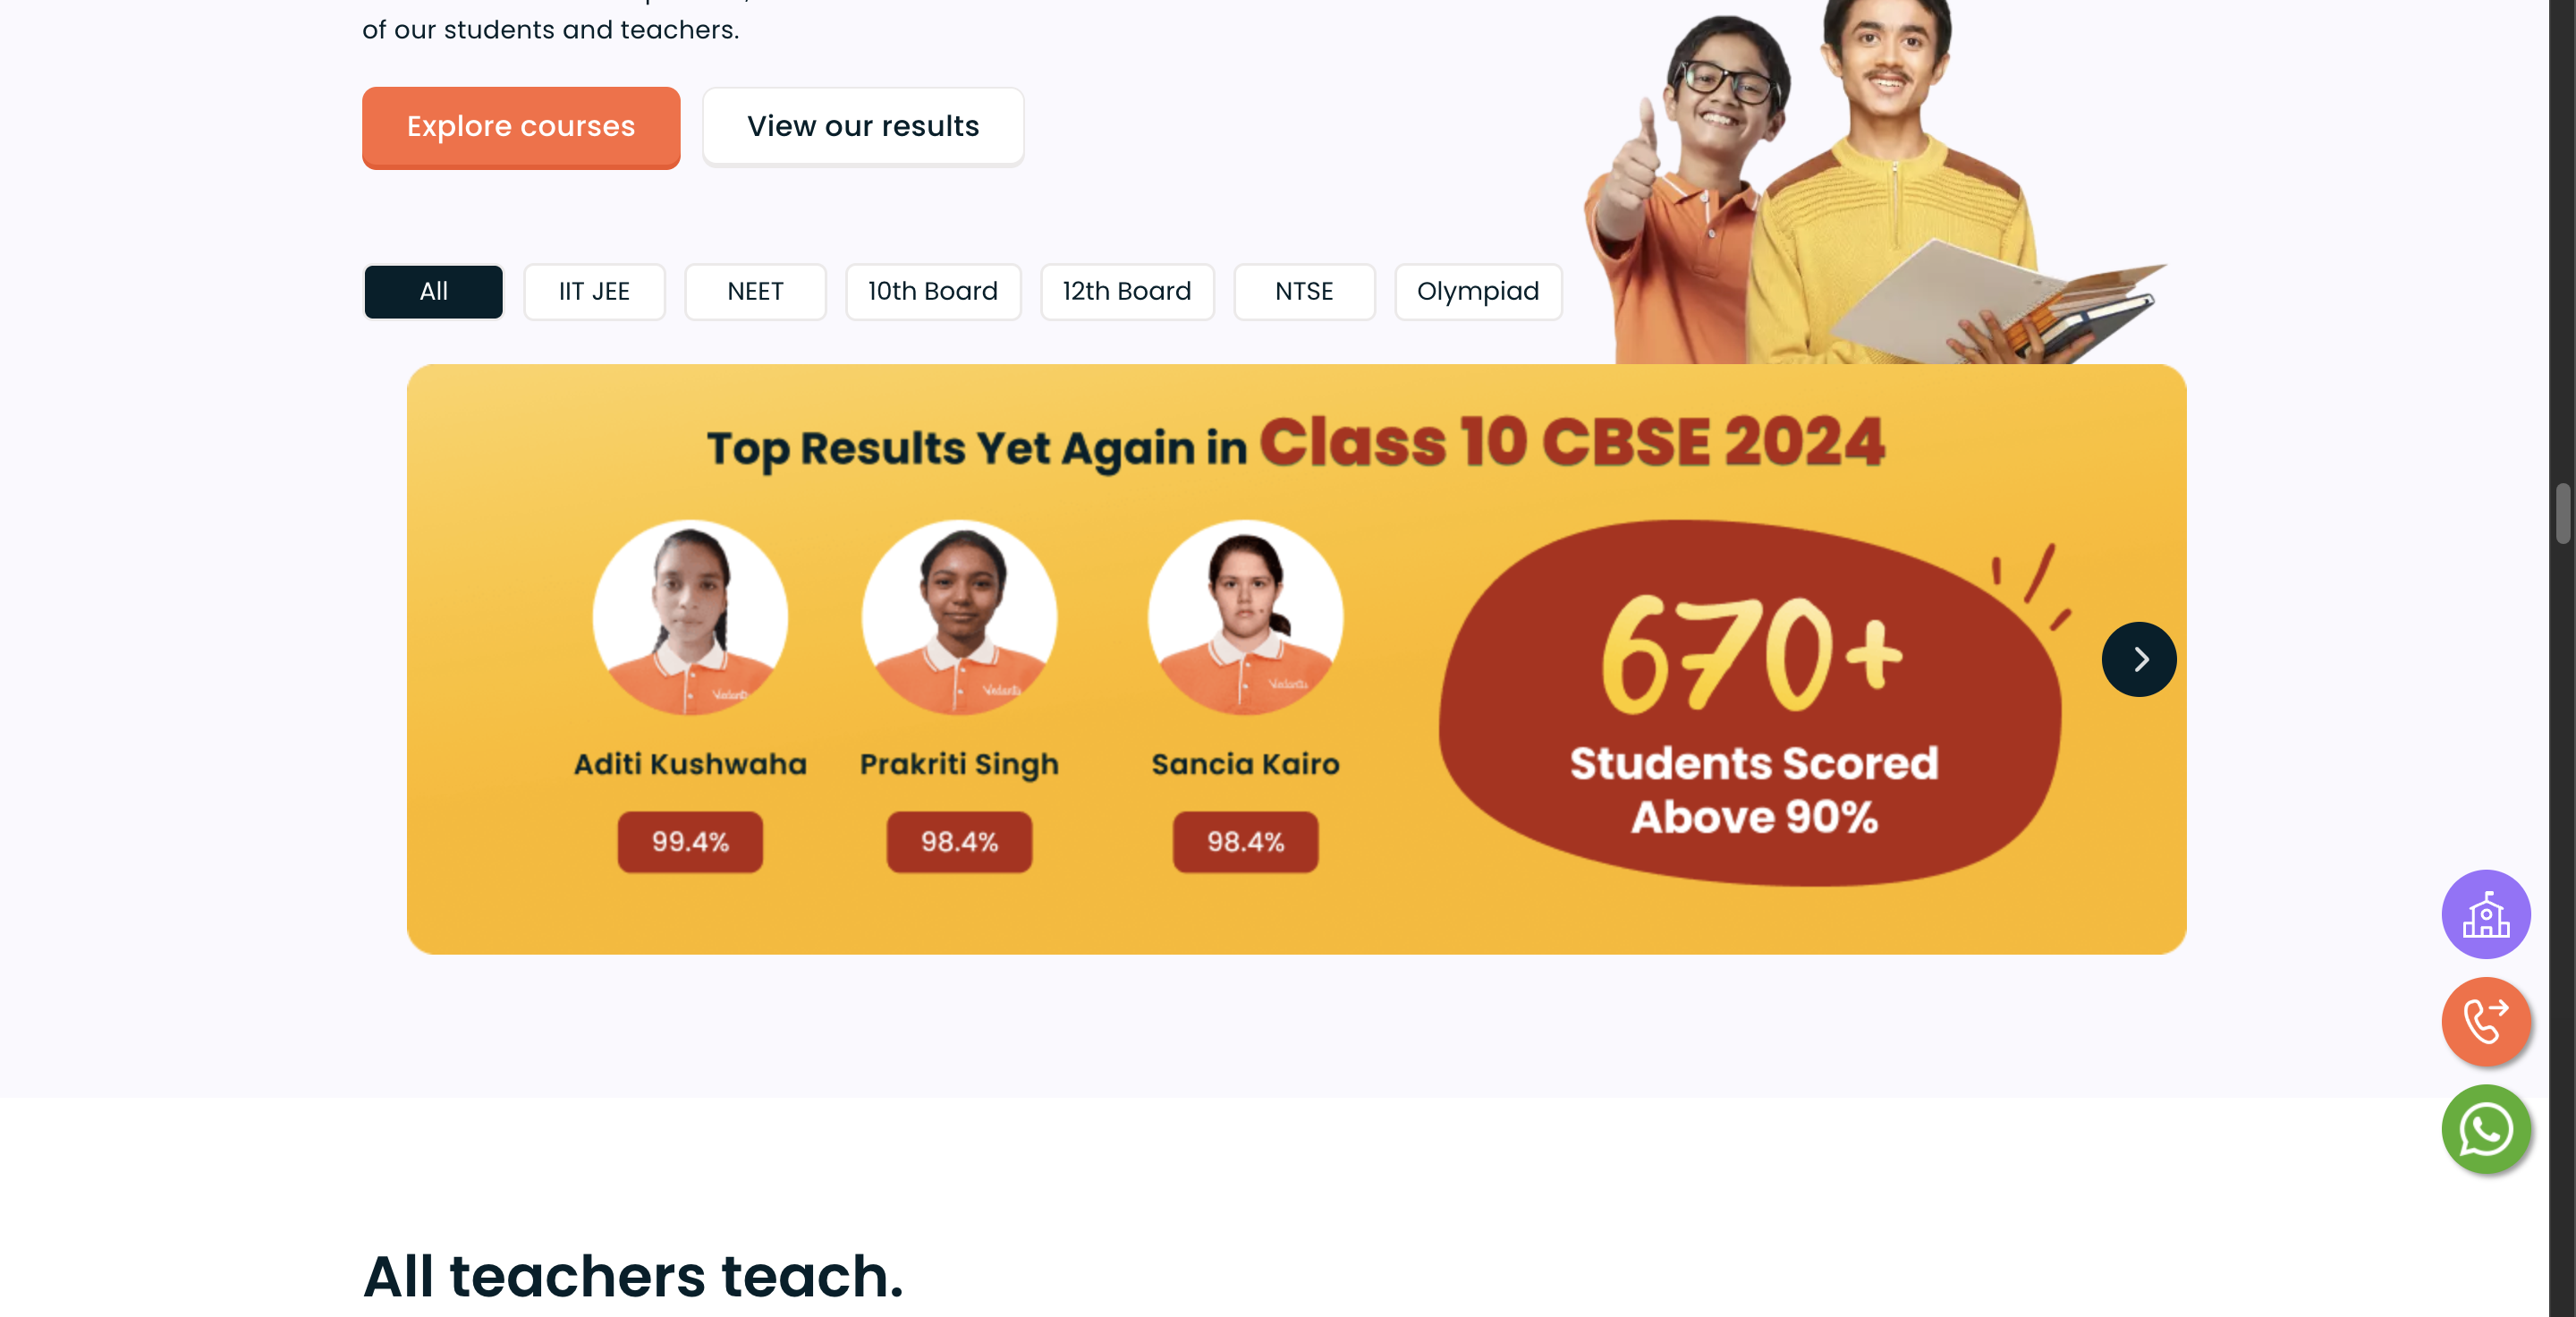 of our students and teachers.
Explore courses
View our results
All
IIT JEE
NEET
10th Board
12th Board
NTSE
Olympiad
Top Results Yet Again in Class 10 CBSE 2024
670+
Students Scored
Above 90%
Aditi Kushwaha
Prakriti Singh
Sancia Kairo
99.4%
98.4%
98.4%
All teachers teach.